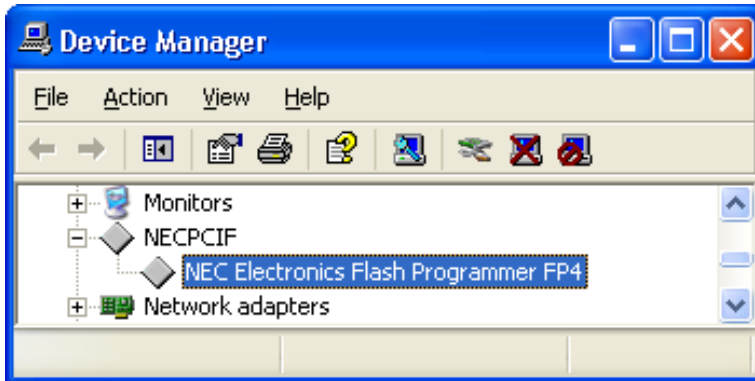 Device Manager
File Action View Help
Monitors
NECPCIF
NEC Electronics Flash Programmer FP4
Network adapters